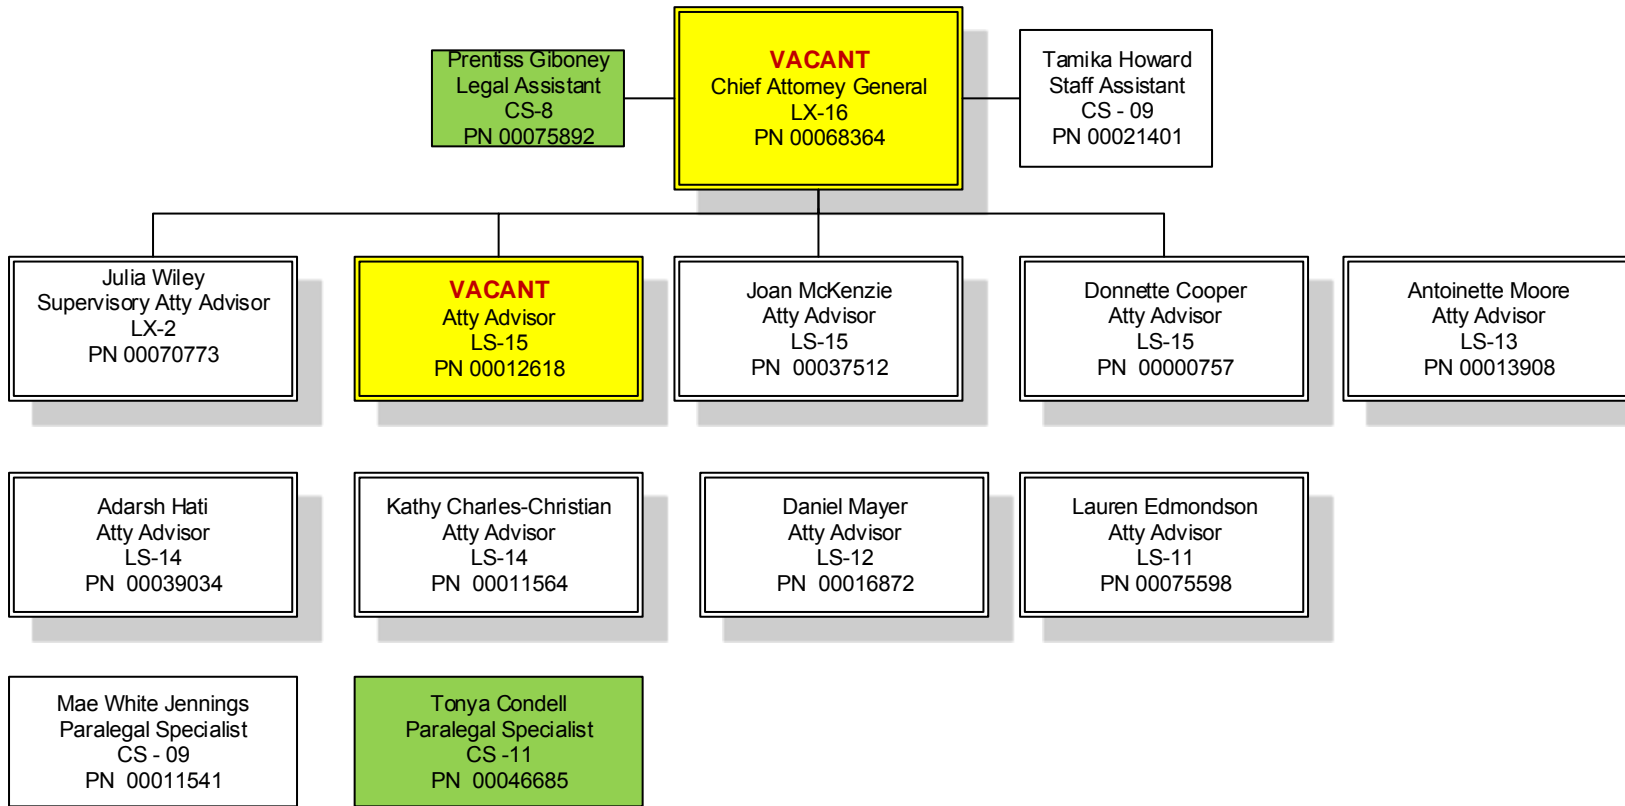 Prentiss Giboney
Legal Assistant
CS-8
PN 00075892
VACANT
Chief Attorney General
LX-16
PN 00068364
Tamika Howard
Staff Assistant
CS - 09
PN 00021401
Julia Wiley
Supervisory Atty Advisor
LX-2
PN 00070773
VACANT
Atty Advisor
LS-15
PN 00012618
Joan McKenzie
Atty Advisor
LS-15
PN 00037512
Donnette Cooper
Atty Advisor
LS-15
PN 00000757
Antoinette Moore
Atty Advisor
LS-13
PN 00013908
Adarsh Hati
Atty Advisor
LS-14
PN 00039034
Kathy Charles-Christian
Atty Advisor
LS-14
PN 00011564
Daniel Mayer
Atty Advisor
LS-12
PN 00016872
Lauren Edmondson
Atty Advisor
LS-11
PN 00075598
Mae White Jennings
Paralegal Specialist
CS - 09
PN 00011541
Tonya Condell
Paralegal Specialist
CS -11
PN 00046685